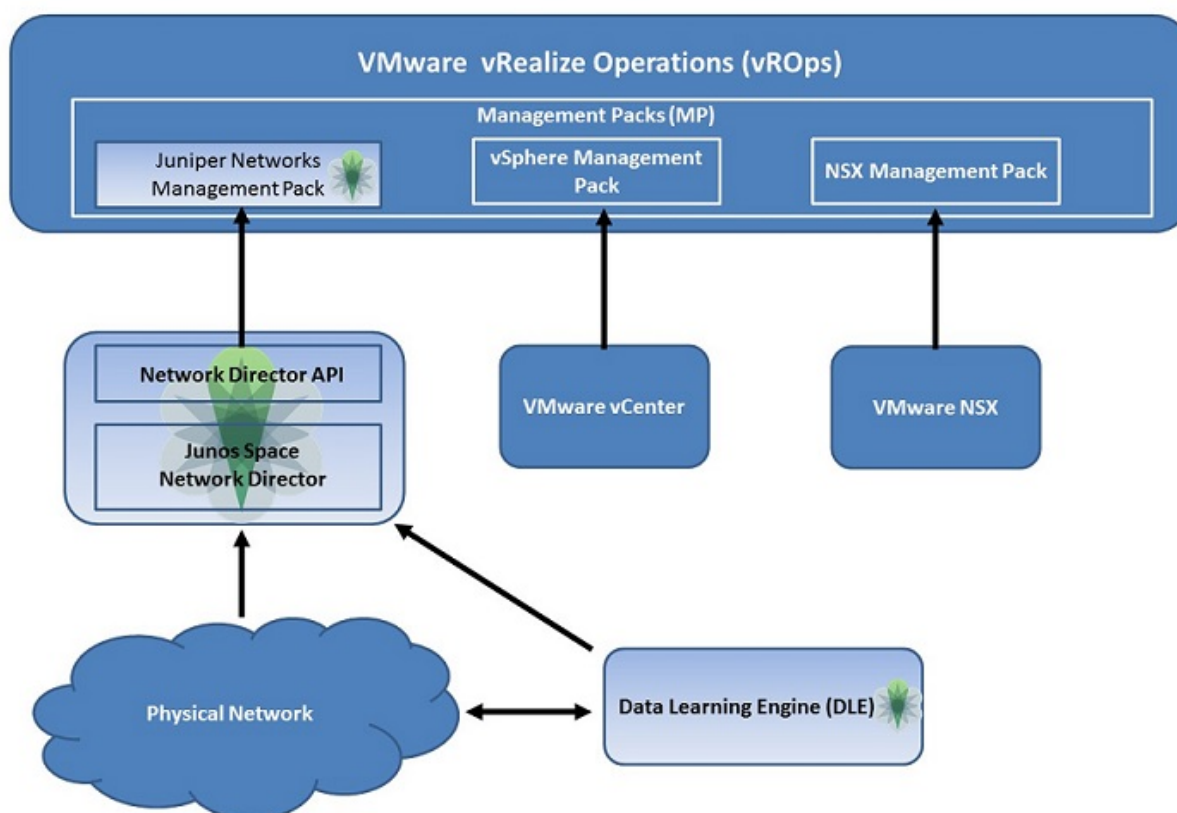 VMware vRealize Operations (vROps)
Management Packs (MP)
Juniper Networks
Management Pack
vSphere Management
Pack
NSX Management Pack
Network Director API
Junos Space
Network Director
VMware vCenter
VMware NSX
Physical Network
Data Learning Engine (DLE)